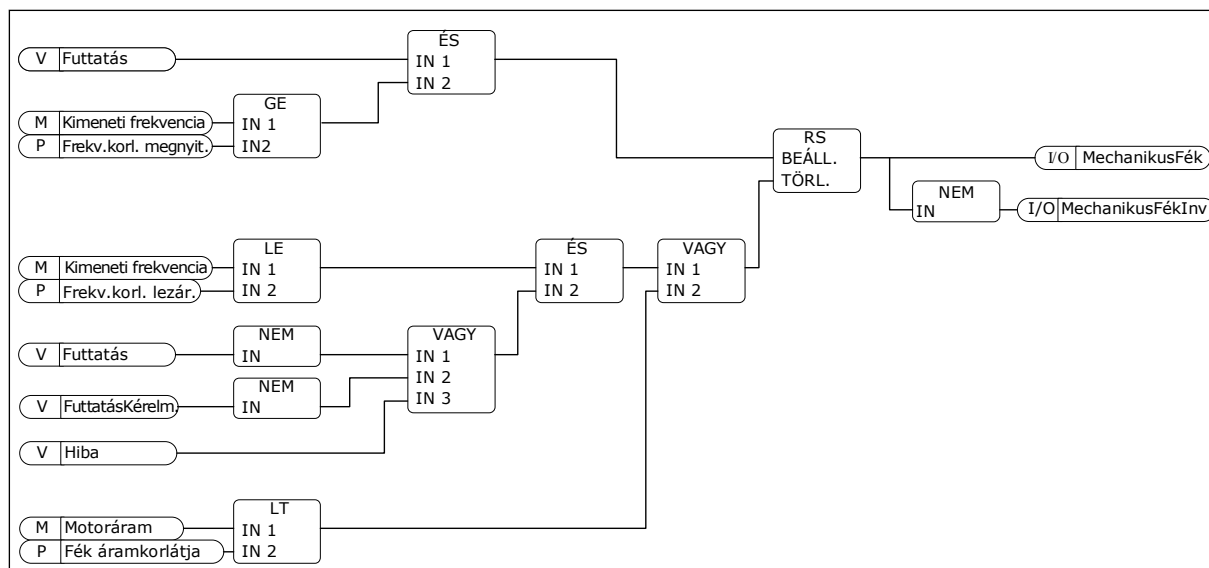 ÉS
V Futtatás
IN 1
IN 2
GE
M Kimeneti frekvencia
IN 1
P Frekv.korl. megnyit.
IN2
RS
BEÁLL.
TÖRL.
I/O MechanikusFék
NEM
IN
I/O MechanikusFékInv
LE
M Kimeneti frekvencia
IN 1
P Frekv.korl. lezár.
IN 2
ÉS
IN 1
IN 2
VAGY
IN 1
IN 2
NEM
V Futtatás
IN
VAGY
IN 1
IN 2
IN 3
NEM
V FuttatásKérelm.
IN
V Hiba
LT
M Motoráram
IN 1
P Fék áramkorlátja
IN 2